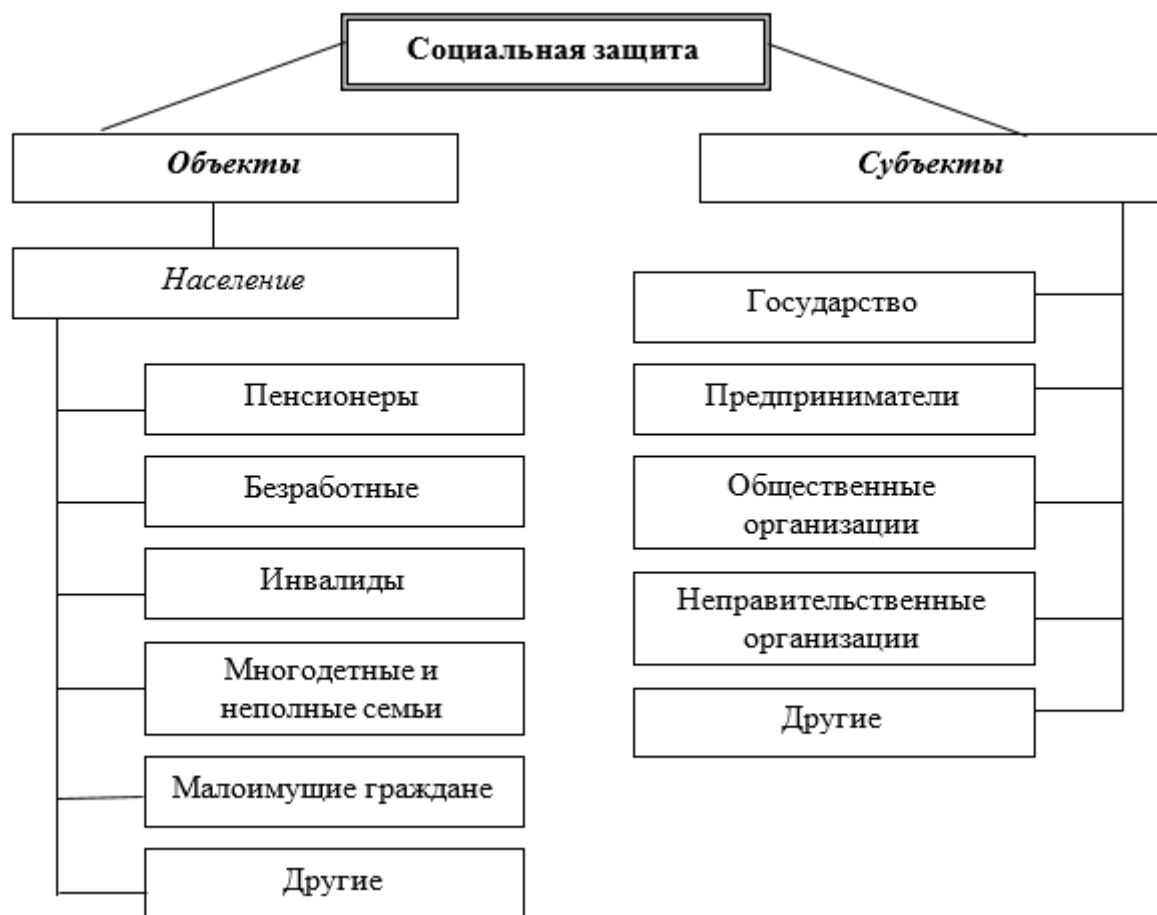 Социальная защита
Объекты
Субъекты
Население
Государство
Пенсионеры
Предприниматели
Безработные
Общественные
организации
Инвалиды
Неправительственные
организации
Многодетные и
неполные семьи
Другие
Малоимущие граждане
Другие